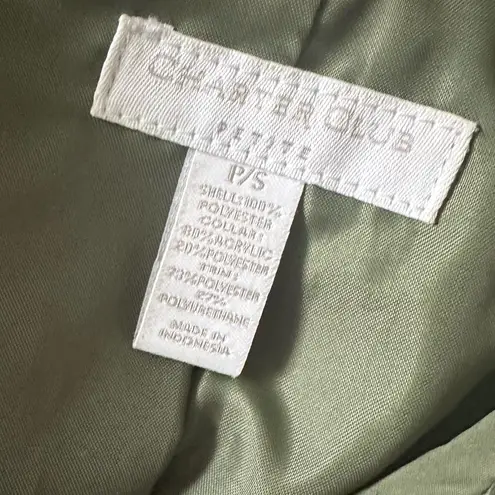 CHARTER CLUB
PETITE
P/S
SHELL:100%
POLYESTER
COLLAR:
80%ACRYLIC
20%POLYESTER
TRIM:
73%POLYESTER
27%
POLYURETHANE
MADE IN
INDONESIA